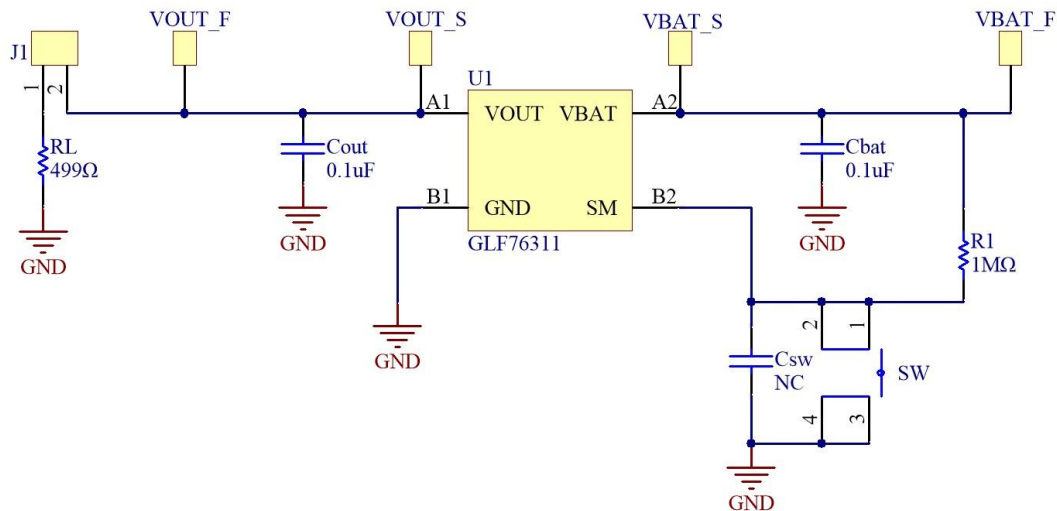 VOUT_F
VOUT_S
VBAT_S
VBAT_F
J1
1
2
U1
A1
VOUT
VBAT
A2
RL
499Ω
Cout
0.1uF
Cbat
0.1uF
B1
GND
SM
B2
GLF76311
GND
GND
GND
R1
1MΩ
GND
2
1
Csw
NC
SW
4
3
GND